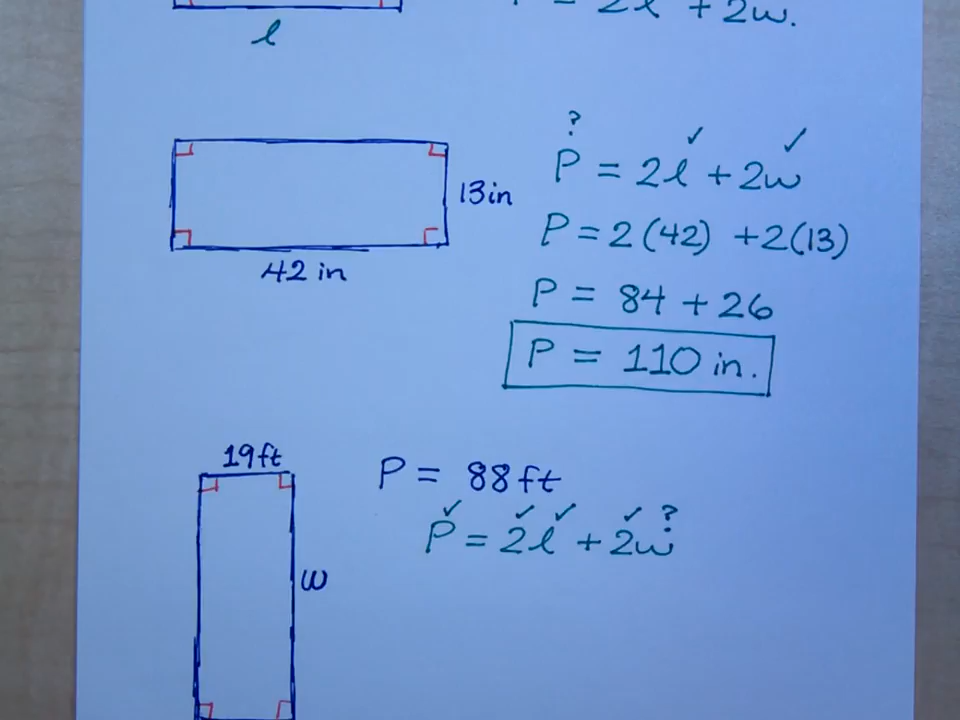 P = 2l + 2w.
l
?
P = 2l + 2w
13in
P = 2(42) + 2(13)
42 in
P = 84 + 26
P = 110 in.
19ft
P = 88ft
?
P = 2l + 2w
w